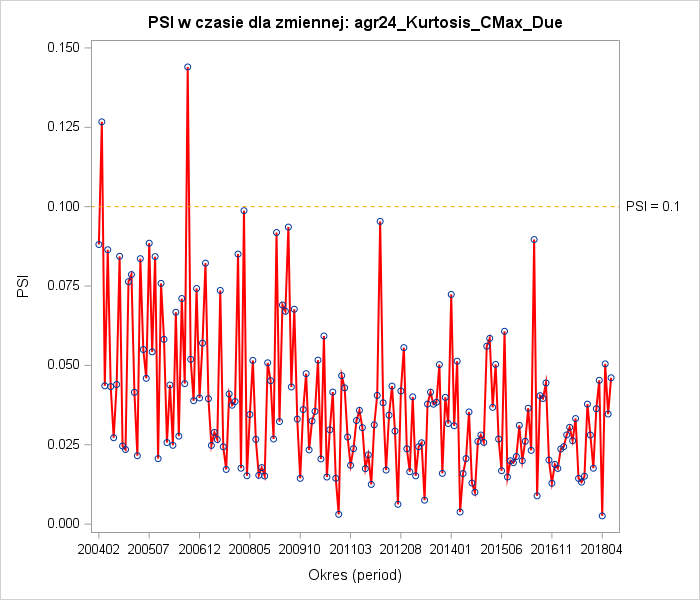 PSI w czasie dla zmiennej: agr24_Kurtosis_CMax_Due
0.150
0.125
0.100
0.075
0.050
0.025
0.000
PSI
PSI = 0.1
200402 200507 200612 200805 200910 201103 201208 201401 201506 201611 201804
Okres (period)